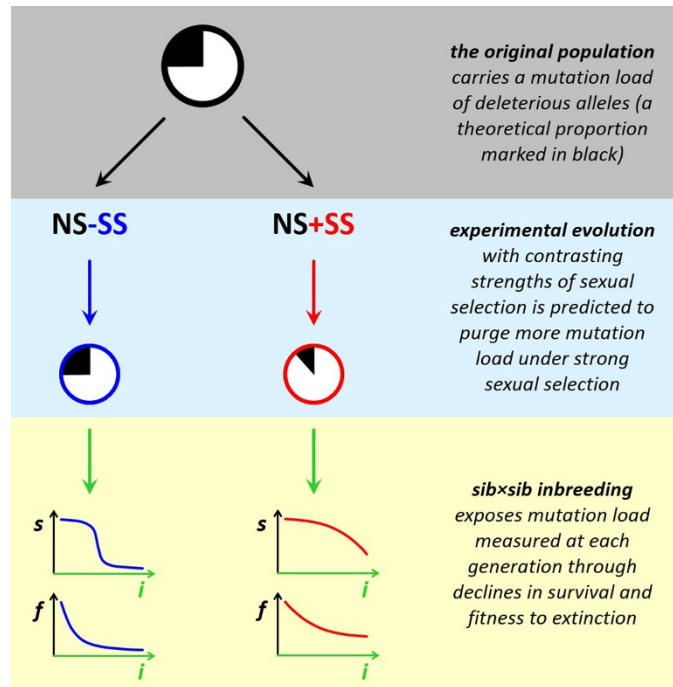 the original population
carries a mutation load
of deleterious alleles (a
theoretical proportion
marked in black)
NS-SS
NS+SS
experimental evolution
with contrasting
strengths of sexual
selection is predicted to
purge more mutation
load under strong
sexual selection
s
i
s
i
f
i
f
i
sib×sib inbreeding
exposes mutation load
measured at each
generation through
declines in survival and
fitness to extinction